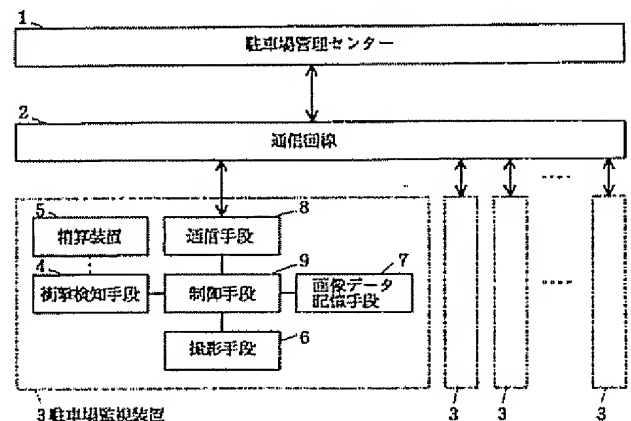 1
駐車場管理センター
2
通信回線
5
精算装置
8
通信手段
4
衝撃検知手段
9
制御手段
7
画像データ
記憶手段
撮影手段
6
3 駐車場監視装置
3
3
3